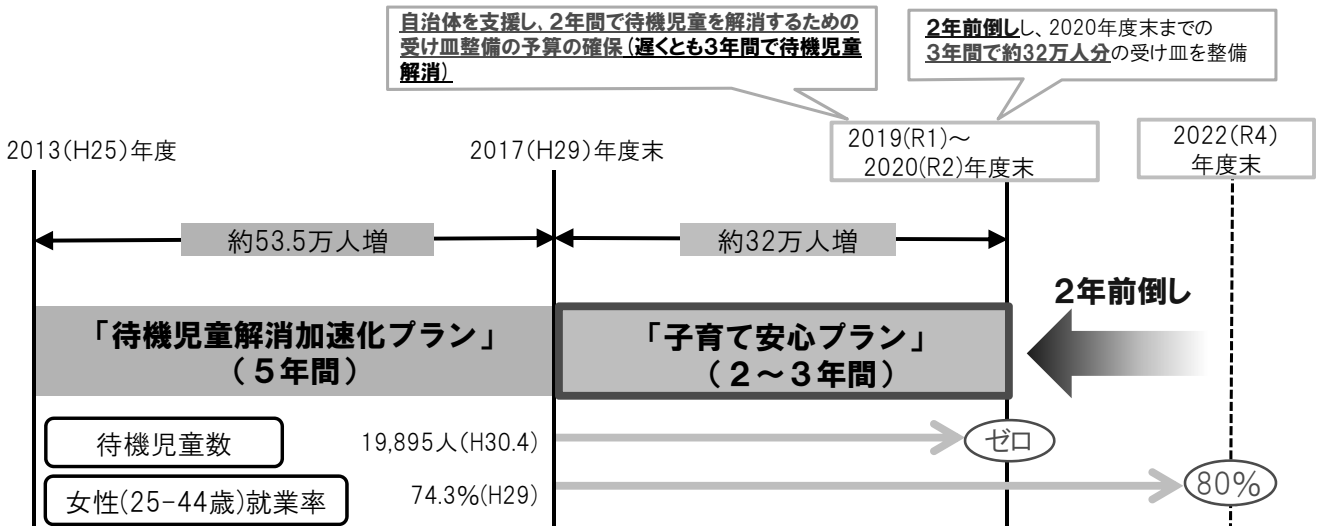 自治体を支援し、2年間で待機児童を解消するための
受け皿整備の予算の確保（遅くとも3年間で待機児童
解消）
2年前倒しし、2020年度末までの
3年間で約32万人分の受け皿を整備
2013(H25)年度
2017(H29)年度末
2019(R1)～
2020(R2)年度末
2022(R4)
年度末
約53.5万人増
約32万人増
2年前倒し
「待機児童解消加速化プラン」
（5年間）
「子育て安心プラン」
（2～3年間）
待機児童数
19,895人(H30.4)
ゼロ
女性(25-44歳)就業率
74.3%(H29)
80%